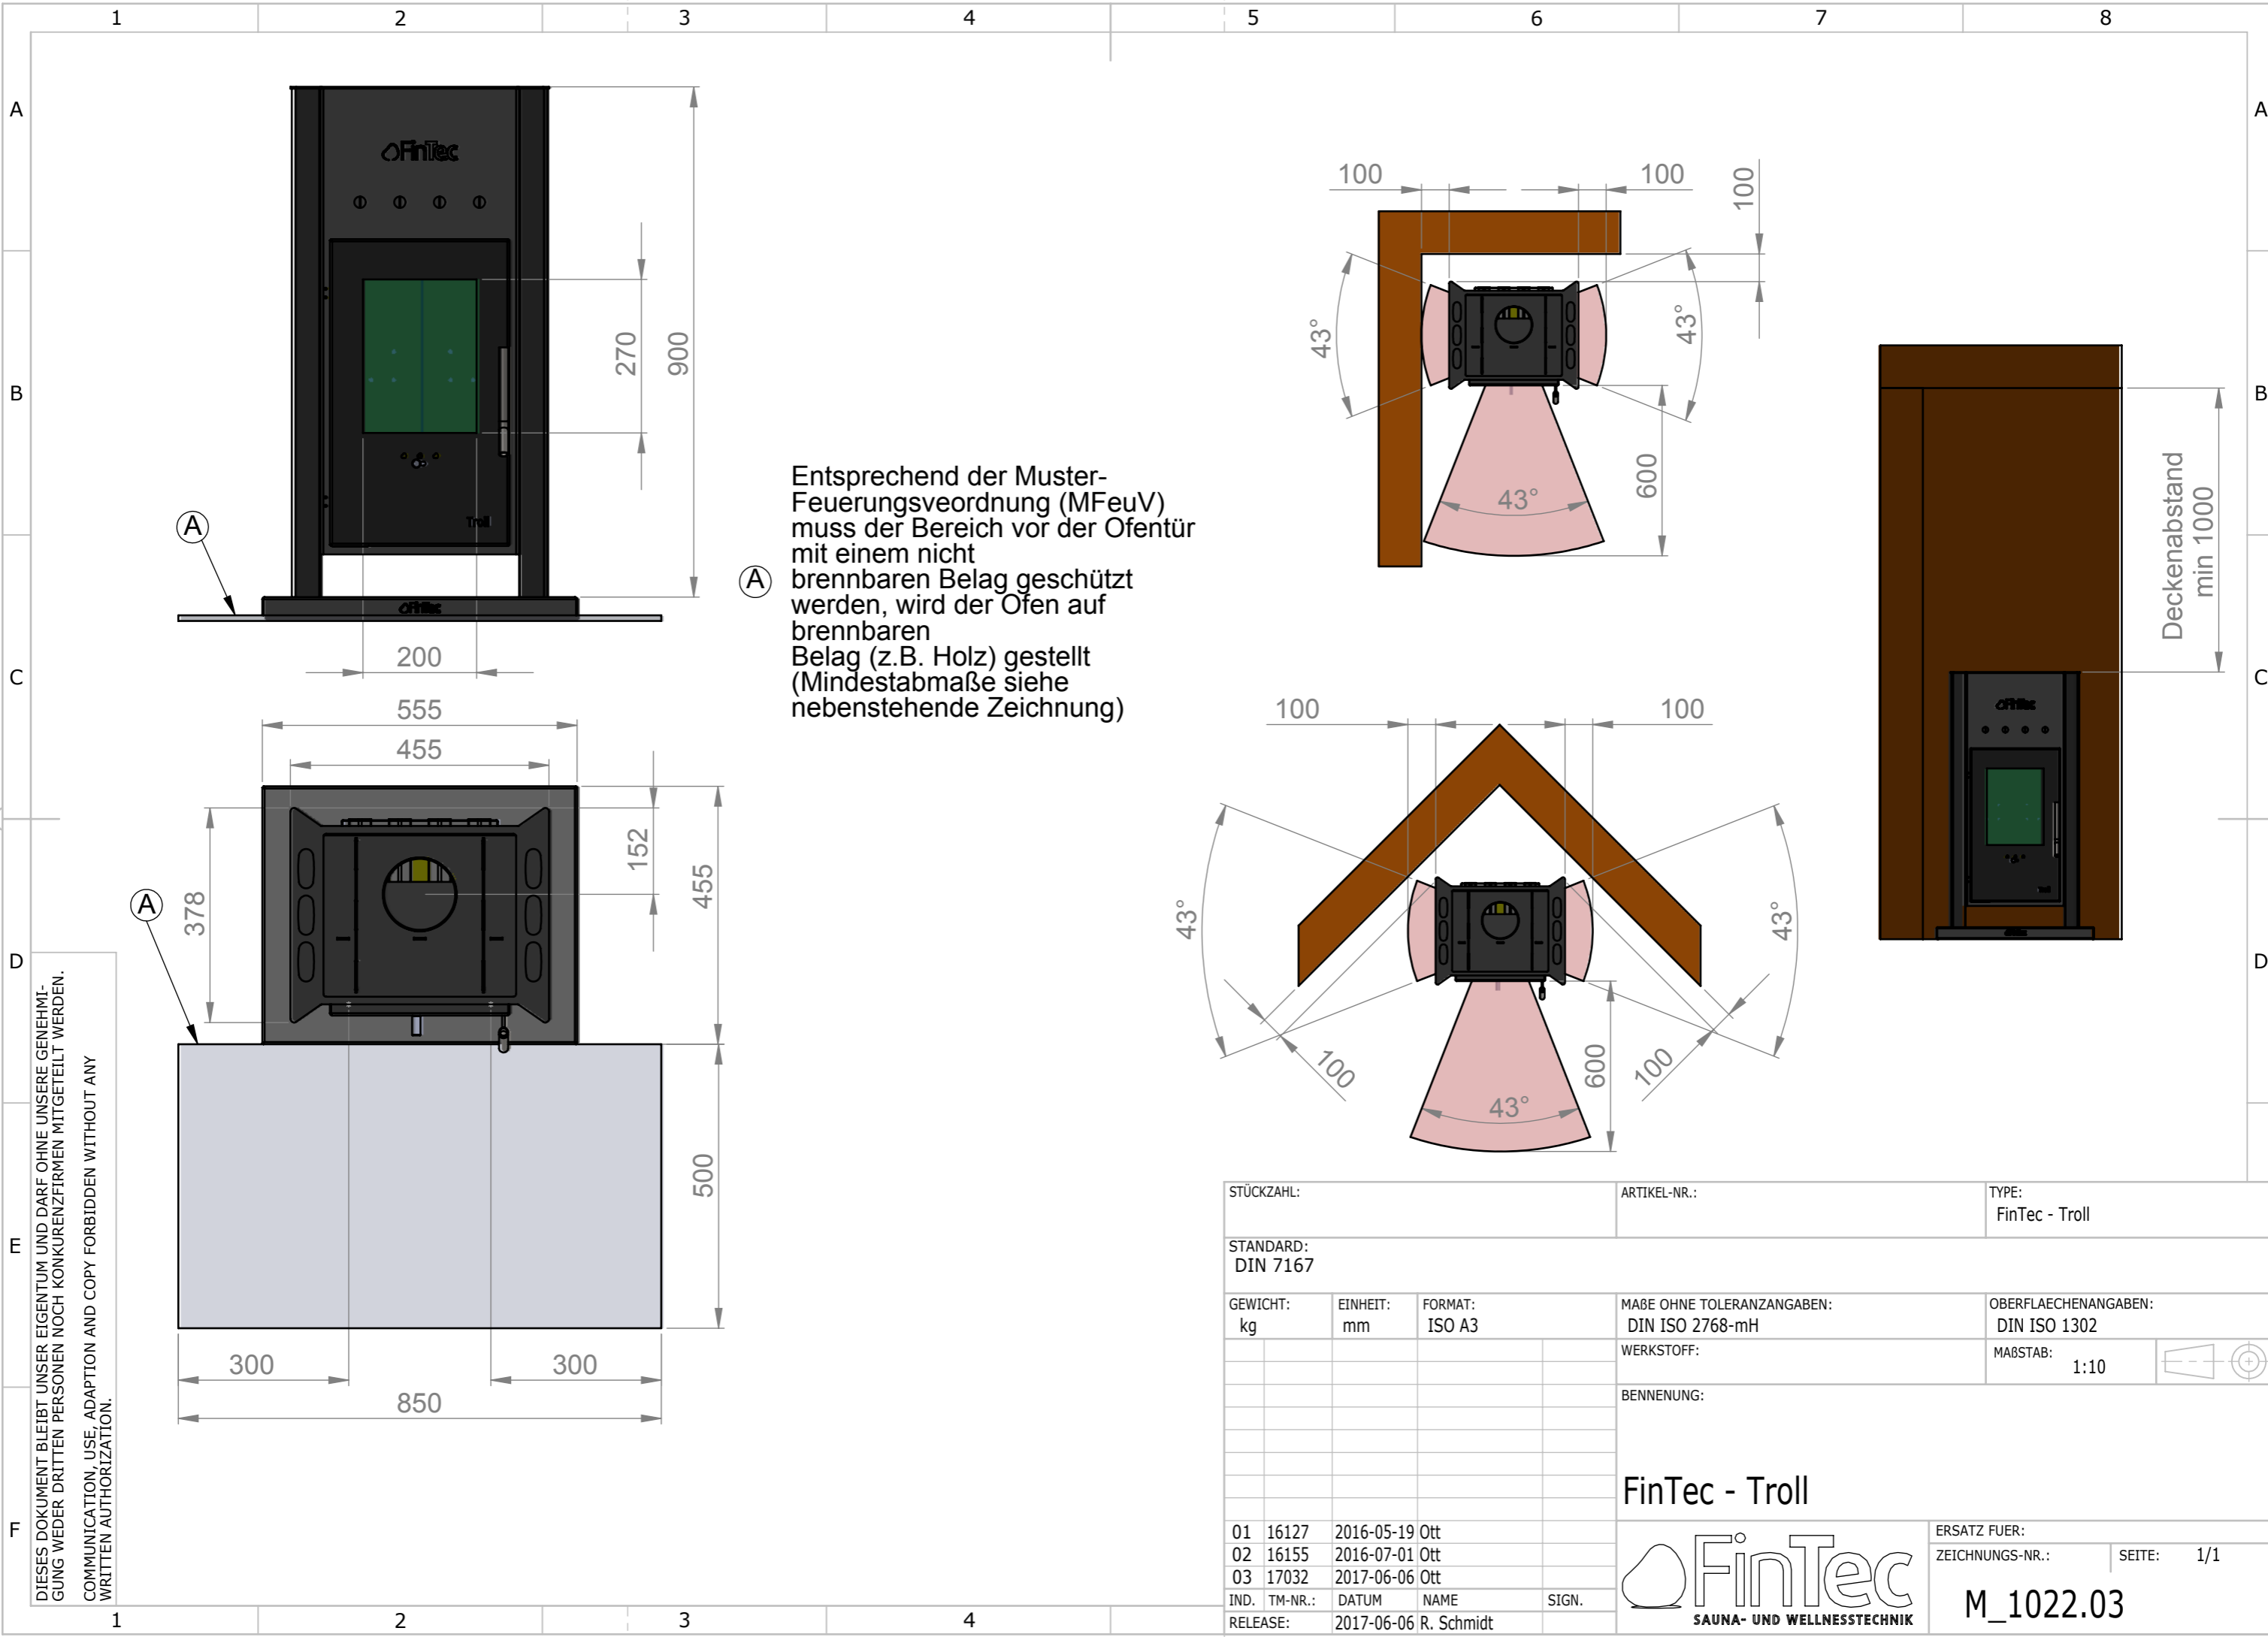 1 2 3 4 5 6 7 8
A
B
C
D
E
F
A
B
C
D
FinTec
Troll
FinTec
270
900
200
A
555
455
152
455
378
A
500
300
300
850
A
Entsprechend der Muster-
Feuerungsveordnung (MFeuV)
muss der Bereich vor der Ofentür
mit einem nicht
brennbaren Belag geschützt
werden, wird der Ofen auf
brennbaren
Belag (z.B. Holz) gestellt
(Mindestabmaße siehe
nebenstehende Zeichnung)
100
100
100
43°
43°
43°
600
100
100
43°
43°
43°
600
100
100
Deckenabstand
min 1000
FinTec
Troll
FinTec
DIESES DOKUMENT BLEIBT UNSER EIGENTUM UND DARF OHNE UNSERE GENEHMI-
GUNG WEDER DRITTEN PERSONEN NOCH KONKURENZFIRMEN MITGETEILT WERDEN.
COMMUNICATION, USE, ADAPTION AND COPY FORBIDDEN WITHOUT ANY
WRITTEN AUTHORIZATION.
STÜCKZAHL:
ARTIKEL-NR.:
TYPE:
FinTec - Troll
STANDARD:
DIN 7167
GEWICHT:
kg
EINHEIT:
mm
FORMAT:
ISO A3
MAßE OHNE TOLERANZANGABEN:
DIN ISO 2768-mH
OBERFLAECHENANGABEN:
DIN ISO 1302
WERKSTOFF:
MAßSTAB:
1:10
BENNENUNG:
FinTec - Troll
01 16127 2016-05-19 Ott
02 16155 2016-07-01 Ott
03 17032 2017-06-06 Ott
IND. TM-NR.: DATUM NAME SIGN.
RELEASE: 2017-06-06 R. Schmidt
FinTec
SAUNA- UND WELLNESSTECHNIK
ERSATZ FUER:
ZEICHNUNGS-NR.:
SEITE: 1/1
M_1022.03
1 2 3 4